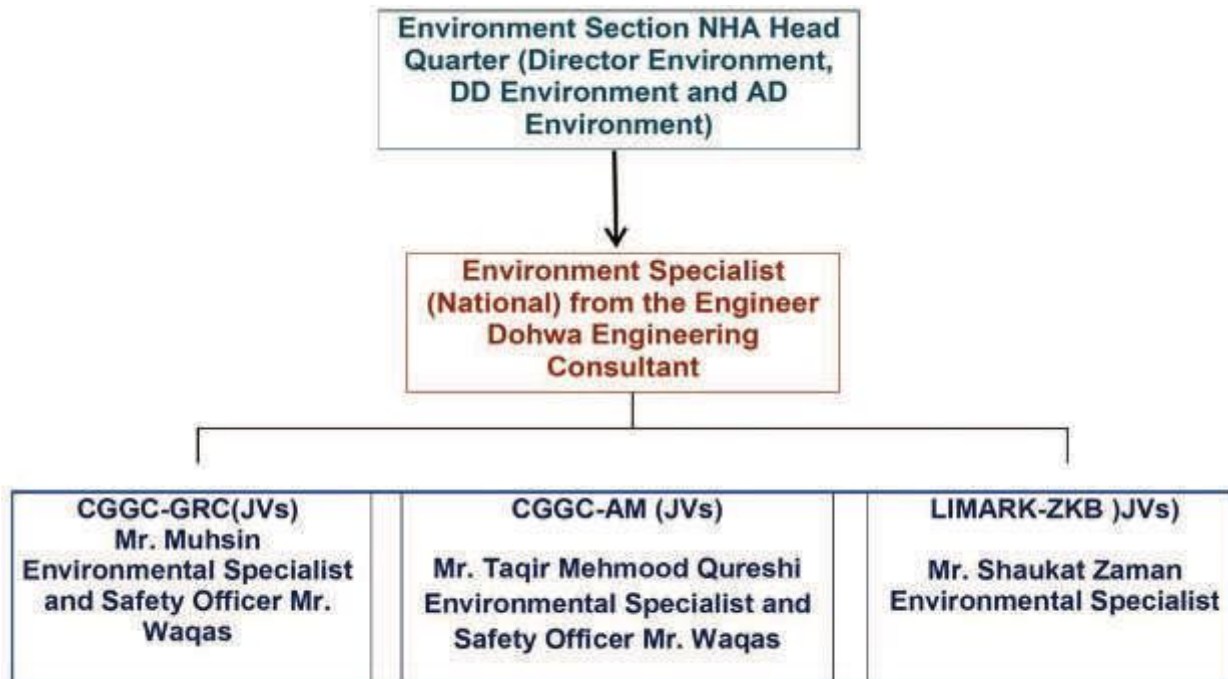 Environment Section NHA Head
Quarter (Director Environment,
DD Environment and AD
Environment)
Environment Specialist
(National) from the Engineer
Dohwa Engineering
Consultant
CGGC-GRC(JVs)
Mr. Muhsin
Environmental Specialist
and Safety Officer Mr.
Waqas
CGGC-AM (JVs)
Mr. Taqir Mehmood Qureshi
Environmental Specialist and
Safety Officer Mr. Waqas
LIMARK-ZKB )JVs)
Mr. Shaukat Zaman
Environmental Specialist